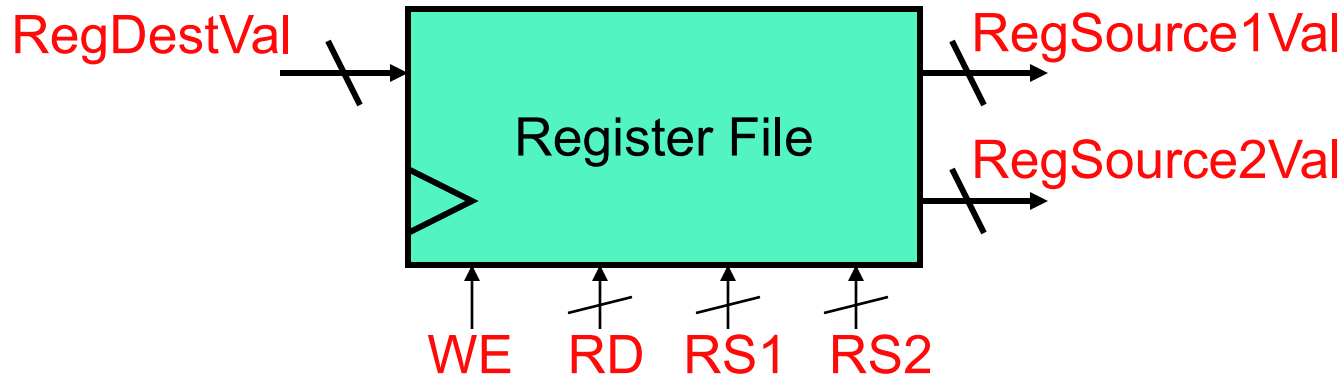 RegDestVal
RegSource1Val
Register File
RegSource2Val
WE RD RS1 RS2